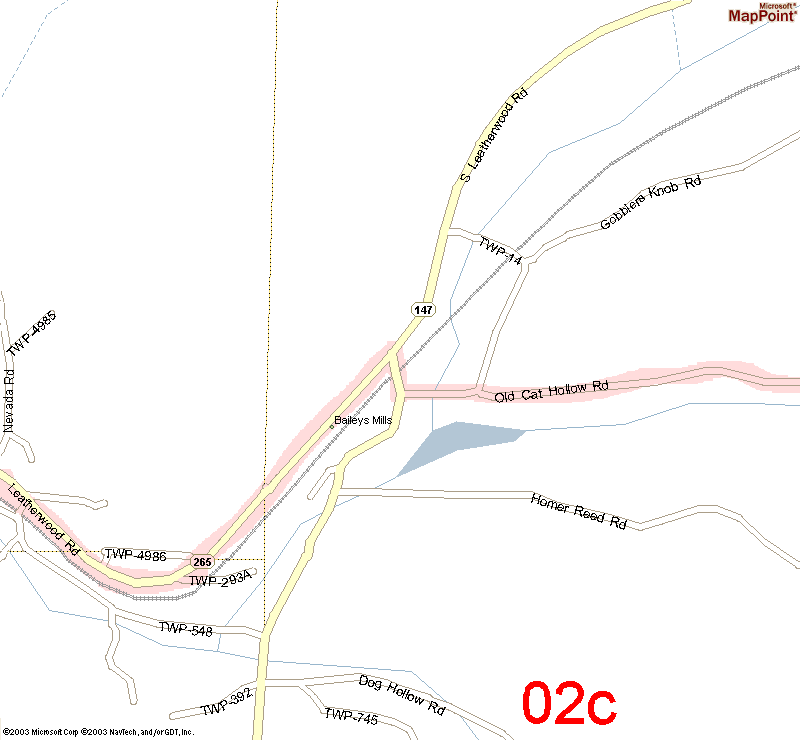 Microsoft®
MapPoint®
S Leatherwood Rd
Gobblers Knob Rd
TWP-14
147
TWP-4985
Nevada Rd
Old Cat Hollow Rd
Baileys Mills
Leatherwood Rd
Homer Reed Rd
TWP-4986
265
TWP-293A
TWP-548
Dog Hollow Rd
TWP-392
TWP-745
02c
©2003 Microsoft Corp ©2003 NavTech, and/or GDT, Inc.